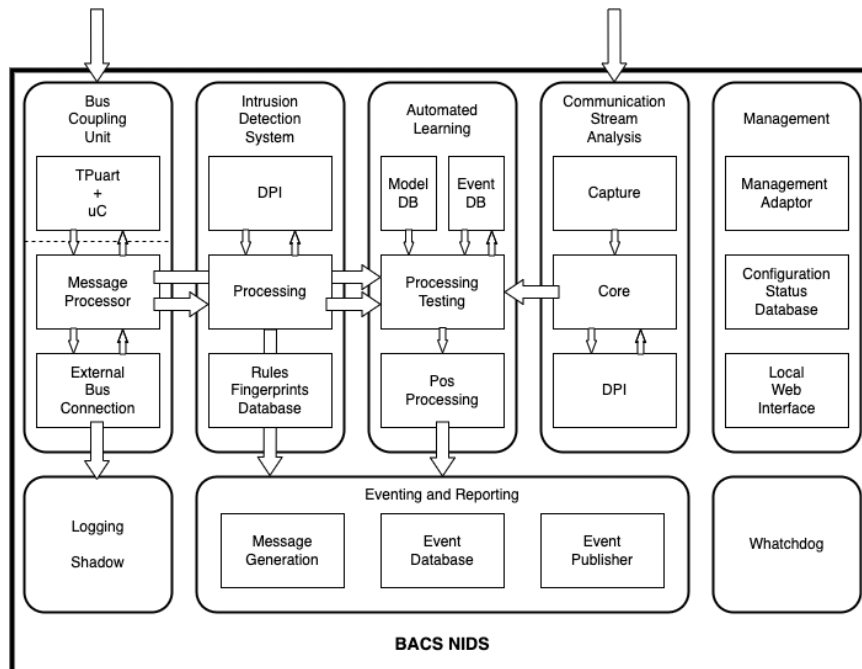 Bus
Coupling
Unit
TPuart
+
uC
Message
Processor
External
Bus
Connection
Intrusion
Detection
System
DPI
Processing
Rules
Fingerprints
Database
Automated
Learning
Model
DB
Event
DB
Processing
Testing
Pos
Processing
Communication
Stream
Analysis
Capture
Core
DPI
Management
Management
Adaptor
Configuration
Status
Database
Local
Web
Interface
Logging
Shadow
Eventing and Reporting
Message
Generation
Event
Database
Event
Publisher
Whatchdog
BACS NIDS